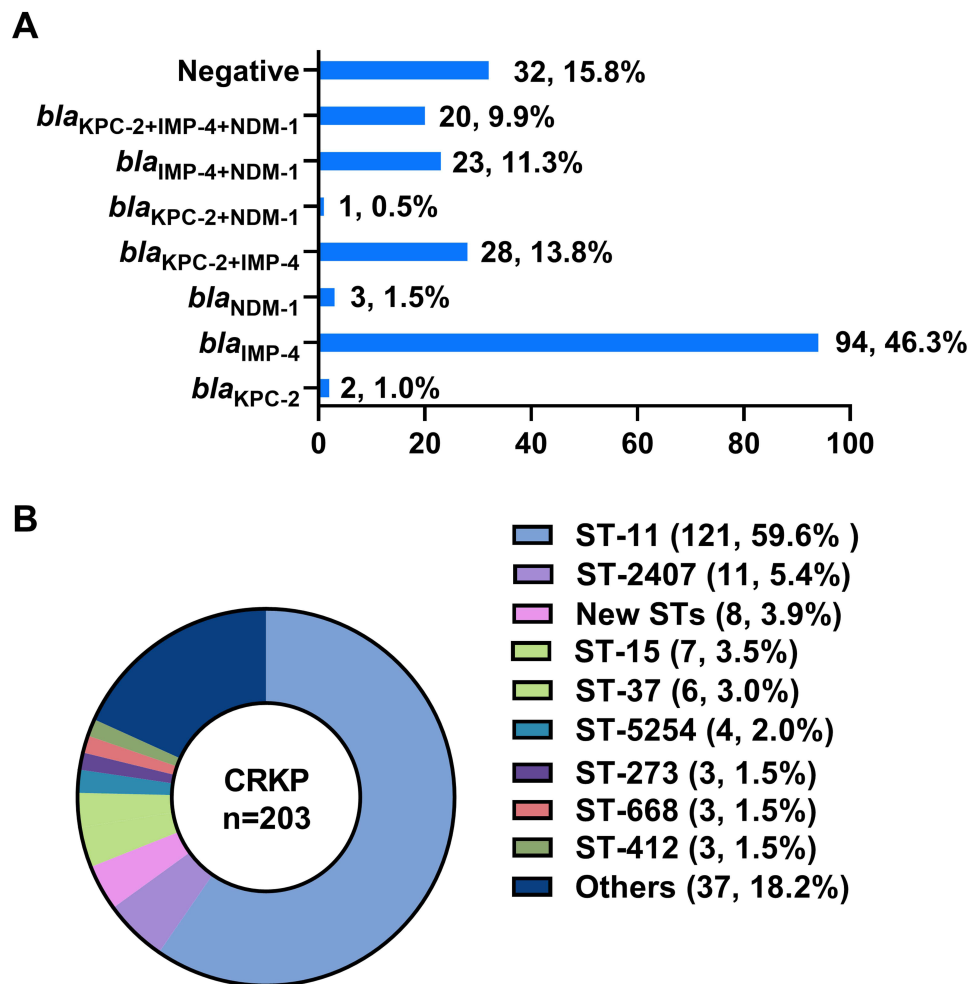 A
Negative
32, 15.8%
blaKPC-2+IMP-4+NDM-1
20, 9.9%
blaIMP-4+NDM-1
23, 11.3%
blaKPC-2+NDM-1
1, 0.5%
blaKPC-2+IMP-4
28, 13.8%
blaNDM-1
3, 1.5%
blaIMP-4
94, 46.3%
blaKPC-2
2, 1.0%
0 20 40 60 80 100
B
CRKP
n=203
ST-11 (121, 59.6% )
ST-2407 (11, 5.4%)
New STs (8, 3.9%)
ST-15 (7, 3.5%)
ST-37 (6, 3.0%)
ST-5254 (4, 2.0%)
ST-273 (3, 1.5%)
ST-668 (3, 1.5%)
ST-412 (3, 1.5%)
Others (37, 18.2%)